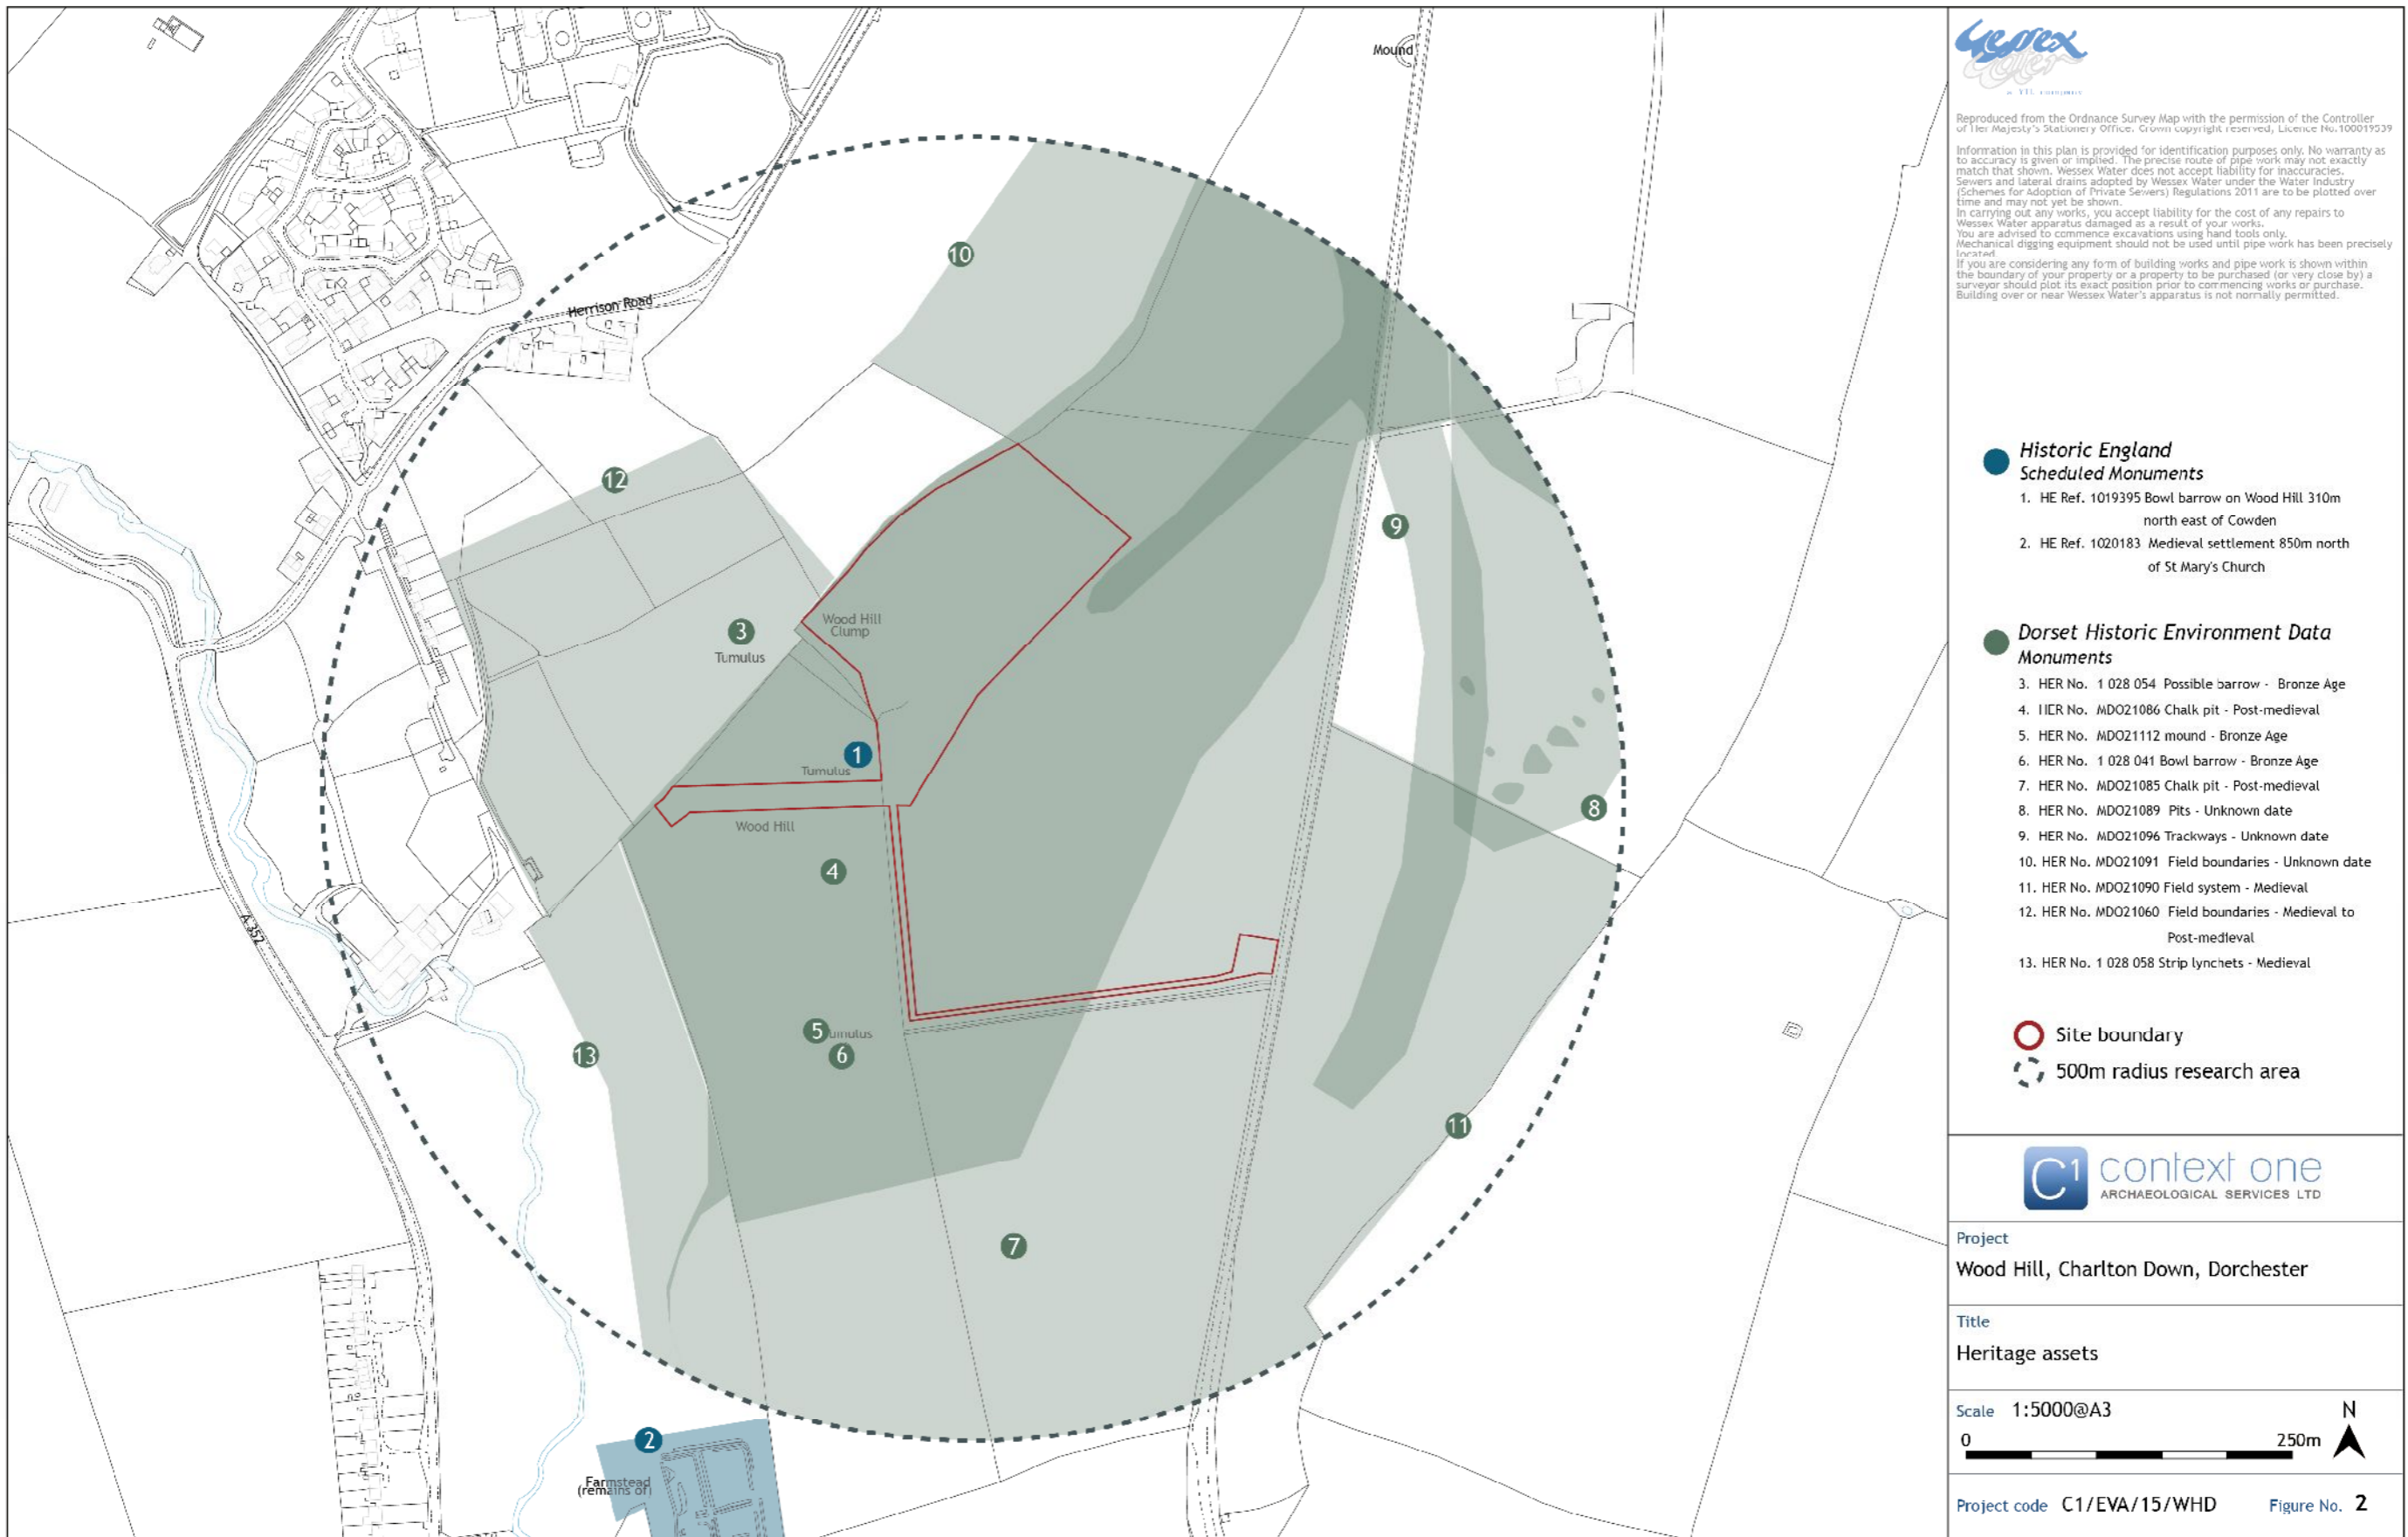 Mound
10
Herrison Road
12
9
3
Tumulus
Wood Hill
Clump
1
Tumulus
8
Wood Hill
4
A 352
5
umulus
6
13
11
7
2
Farmstead
(remains of)
Wessex
Water
a YTL company
Reproduced from the Ordnance Survey Map with the permission of the Controller
of Her Majesty's Stationery Office. Crown copyright reserved, Licence No.100019539
Information in this plan is provided for identification purposes only. No warranty as
to accuracy is given or implied. The precise route of pipe work may not exactly
match that shown. Wessex Water does not accept liability for inaccuracies.
Sewers and lateral drains adopted by Wessex Water under the Water Industry
(Schemes for Adoption of Private Sewers) Regulations 2011 are to be plotted over
time and may not yet be shown.
In carrying out any works, you accept liability for the cost of any repairs to
Wessex Water apparatus damaged as a result of your works.
You are advised to commence excavations using hand tools only.
Mechanical digging equipment should not be used until pipe work has been precisely
located.
If you are considering any form of building works and pipe work is shown within
the boundary of your property or a property to be purchased (or very close by) a
surveyor should plot its exact position prior to commencing works or purchase.
Building over or near Wessex Water's apparatus is not normally permitted.
Historic England
Scheduled Monuments
1. HE Ref. 1019395 Bowl barrow on Wood Hill 310m
north east of Cowden
2. HE Ref. 1020183 Medieval settlement 850m north
of St Mary's Church
Dorset Historic Environment Data
Monuments
3. HER No. 1 028 054 Possible barrow - Bronze Age
4. HER No. MDO21086 Chalk pit - Post-medieval
5. HER No. MDO21112 mound - Bronze Age
6. HER No. 1 028 041 Bowl barrow - Bronze Age
7. HER No. MDO21085 Chalk pit - Post-medieval
8. HER No. MDO21089 Pits - Unknown date
9. HER No. MDO21096 Trackways - Unknown date
10. HER No. MDO21091 Field boundaries - Unknown date
11. HER No. MDO21090 Field system - Medieval
12. HER No. MDO21060 Field boundaries - Medieval to
Post-medieval
13. HER No. 1 028 058 Strip lynchets - Medieval
Site boundary
500m radius research area
C1 context one
ARCHAEOLOGICAL SERVICES LTD
Project
Wood Hill, Charlton Down, Dorchester
Title
Heritage assets
Scale 1:5000@A3
N
0 250m
Project code C1/EVA/15/WHD Figure No. 2